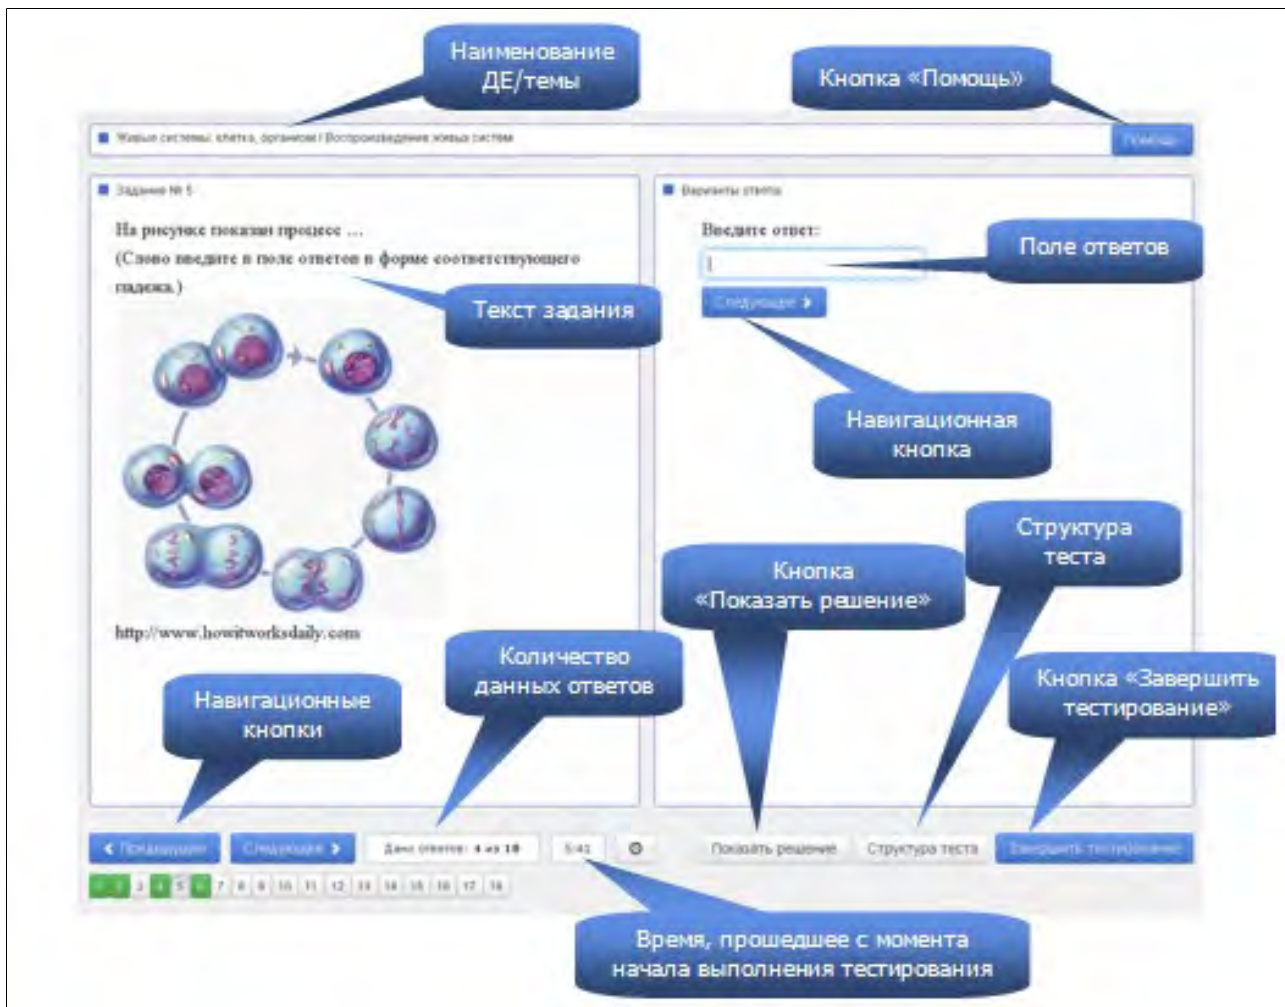 Наименование
ДЕ/темы
Кнопка «Помощь»
Живые системы: клетка, организм / Воспроизведение живых систем
Помощь
Задание № 5
Варианты ответа
На рисунке показан процесс …
(Слово введите в поле ответов в форме соответствующего
падежа.)
Введите ответ:
Поле ответов
Следующее
Текст задания
Навигационная
кнопка
Структура
теста
Кнопка
«Показать решение»
http://www.howitworksdaily.com
Количество
данных ответов
Кнопка «Завершить
тестирование»
Навигационные
кнопки
Предыдущее
Следующее
Дано ответов: 4 из 18
5:41
Показать решение
Структура теста
Завершить тестирование
1 2 3 4 5 6 7 8 9 10 11 12 13 14 15 16 17 18
Время, прошедшее с момента
начала выполнения тестирования